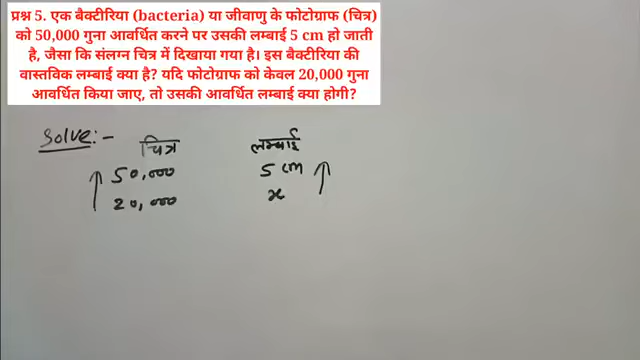 प्रश्न 5. एक बैक्टीरिया (bacteria) या जीवाणु के फोटोग्राफ (चित्र)
को 50,000 गुना आवर्धित करने पर उसकी लम्बाई 5 cm हो जाती
है, जैसा कि संलग्न चित्र में दिखाया गया है। इस बैक्टीरिया की
वास्तविक लम्बाई क्या है? यदि फोटोग्राफ को केवल 20,000 गुना
आवर्धित किया जाए, तो उसकी आवर्धित लम्बाई क्या होगी?
Solve:-
चित्र लम्बाई
50,000 5 cm
20,000 x